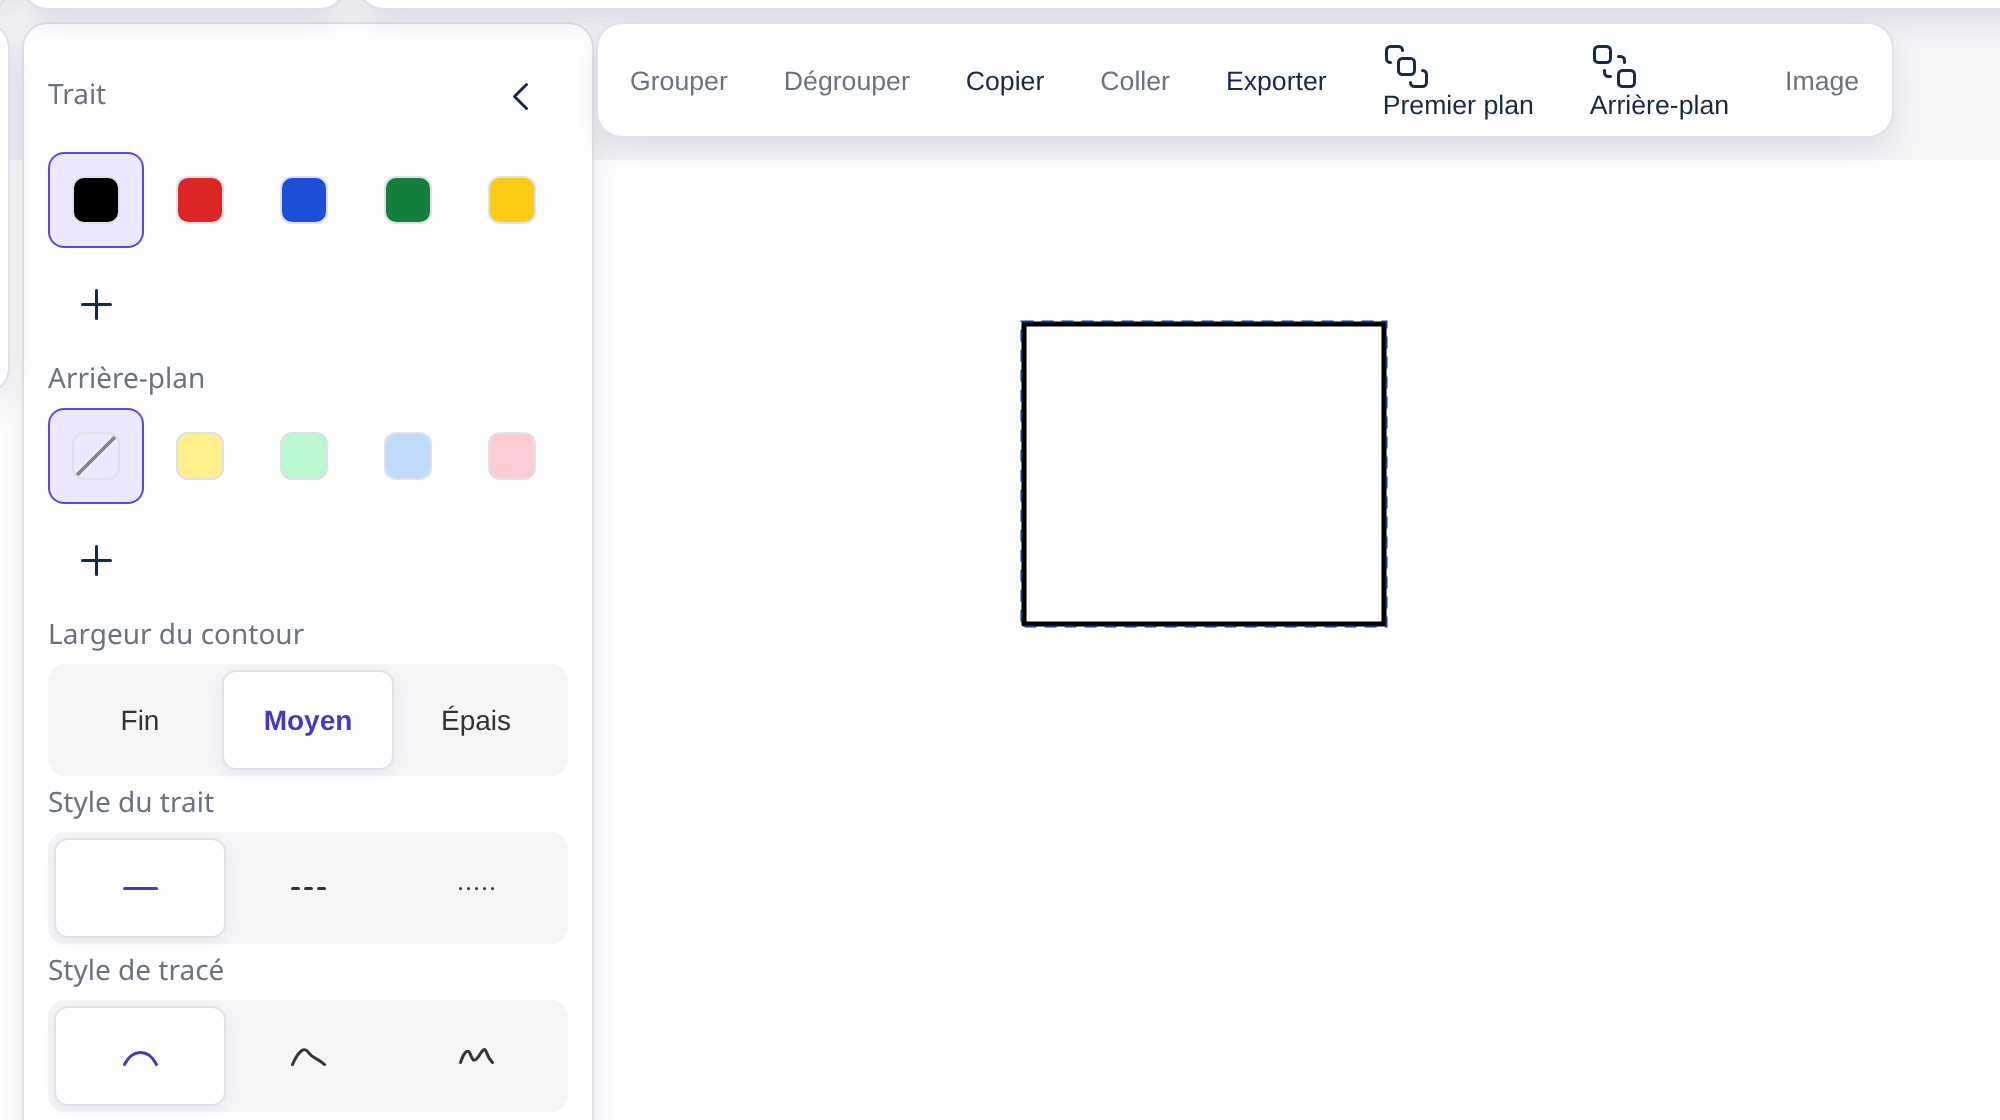 Trait
Grouper
Dégrouper
Copier
Coller
Exporter
Premier plan
Arrière-plan
Image
Arrière-plan
Largeur du contour
Fin
Moyen
Épais
Style du trait
Style de tracé